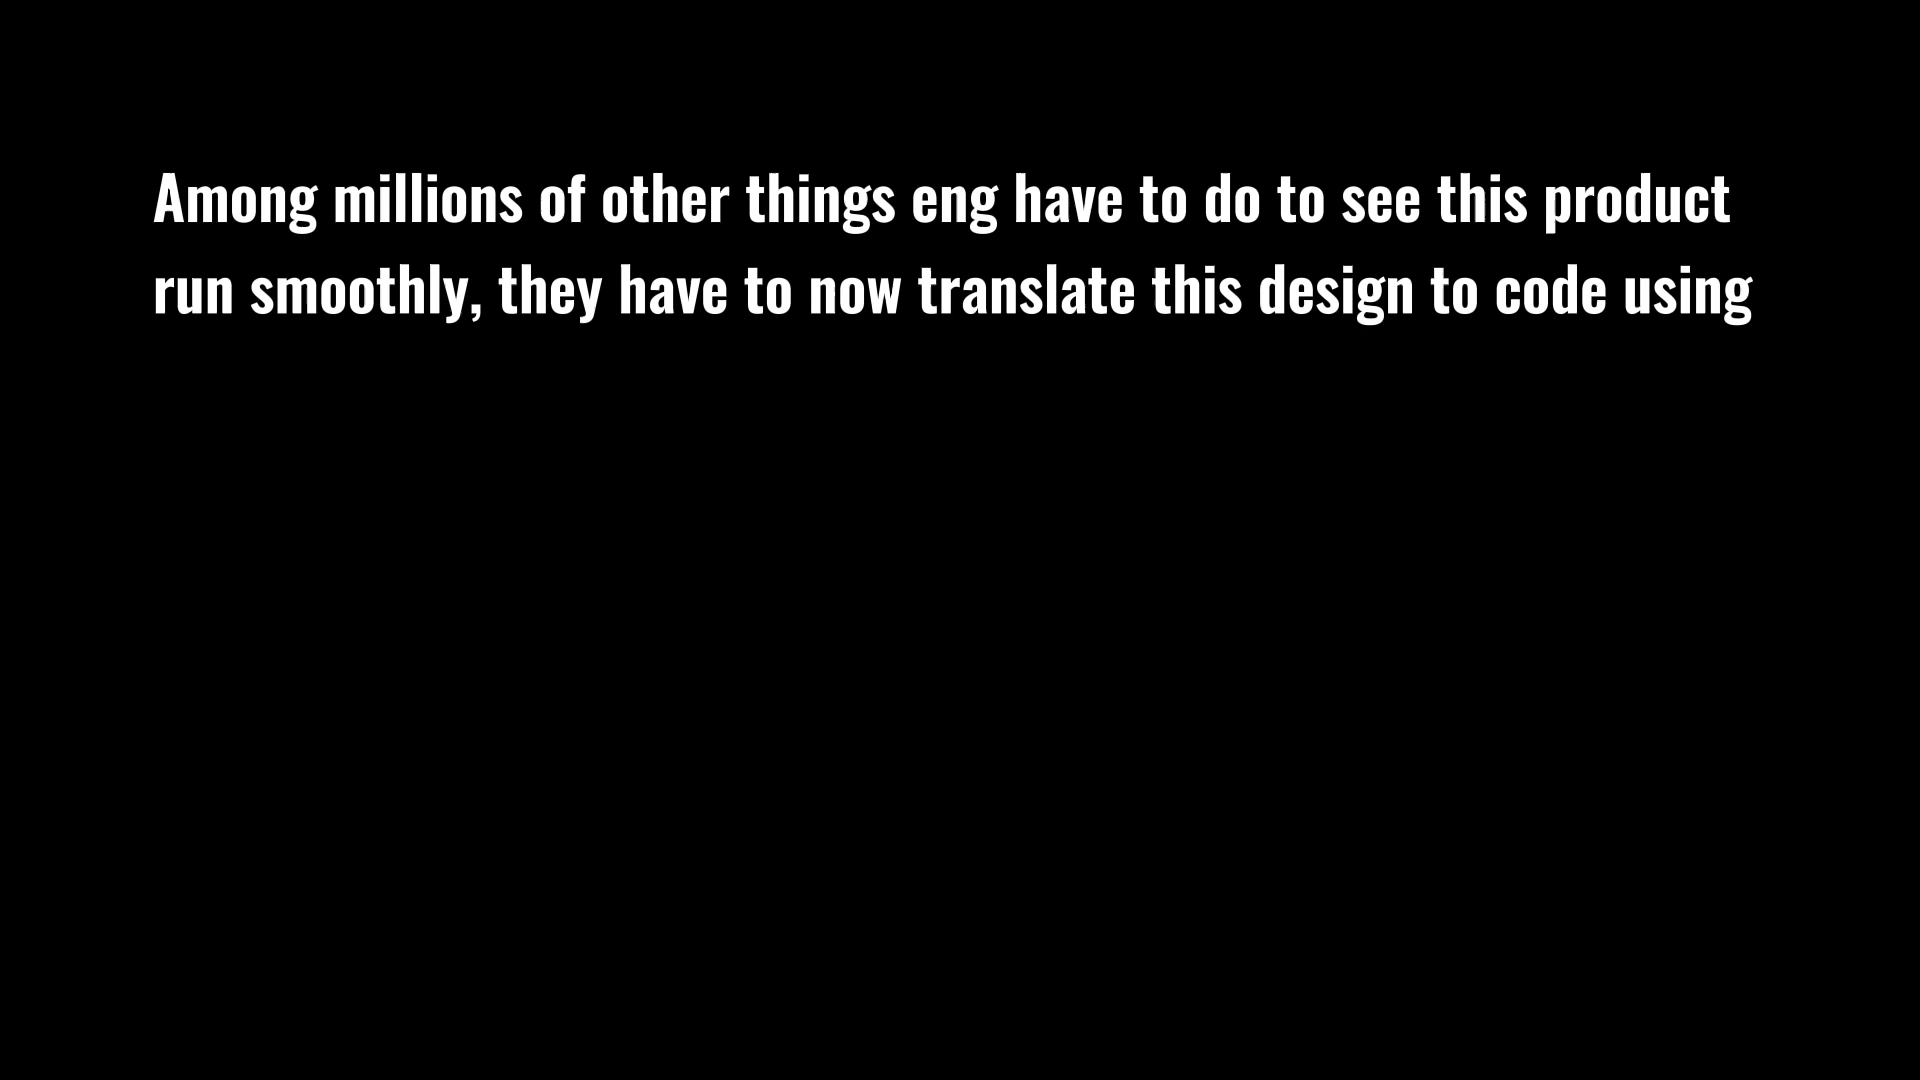 Among millions of other things eng have to do to see this product
run smoothly, they have to now translate this design to code using